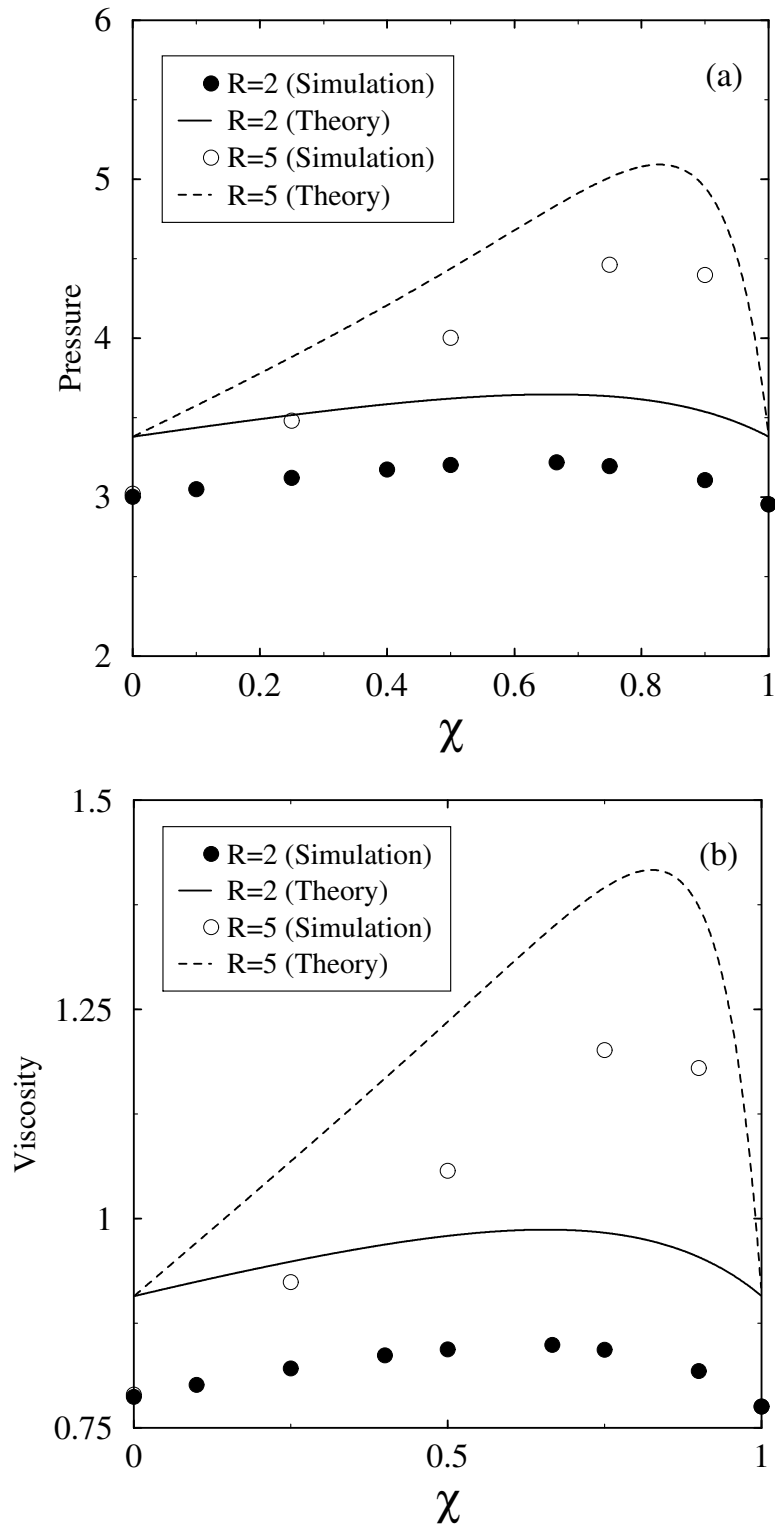 6
5
4
3
2
Pressure
R=2 (Simulation)
R=2 (Theory)
R=5 (Simulation)
R=5 (Theory)
(a)
0 0.2 0.4 0.6 0.8 1
χ
1.5
1.25
1
0.75
Viscosity
R=2 (Simulation)
R=2 (Theory)
R=5 (Simulation)
R=5 (Theory)
(b)
0 0.5 1
χ